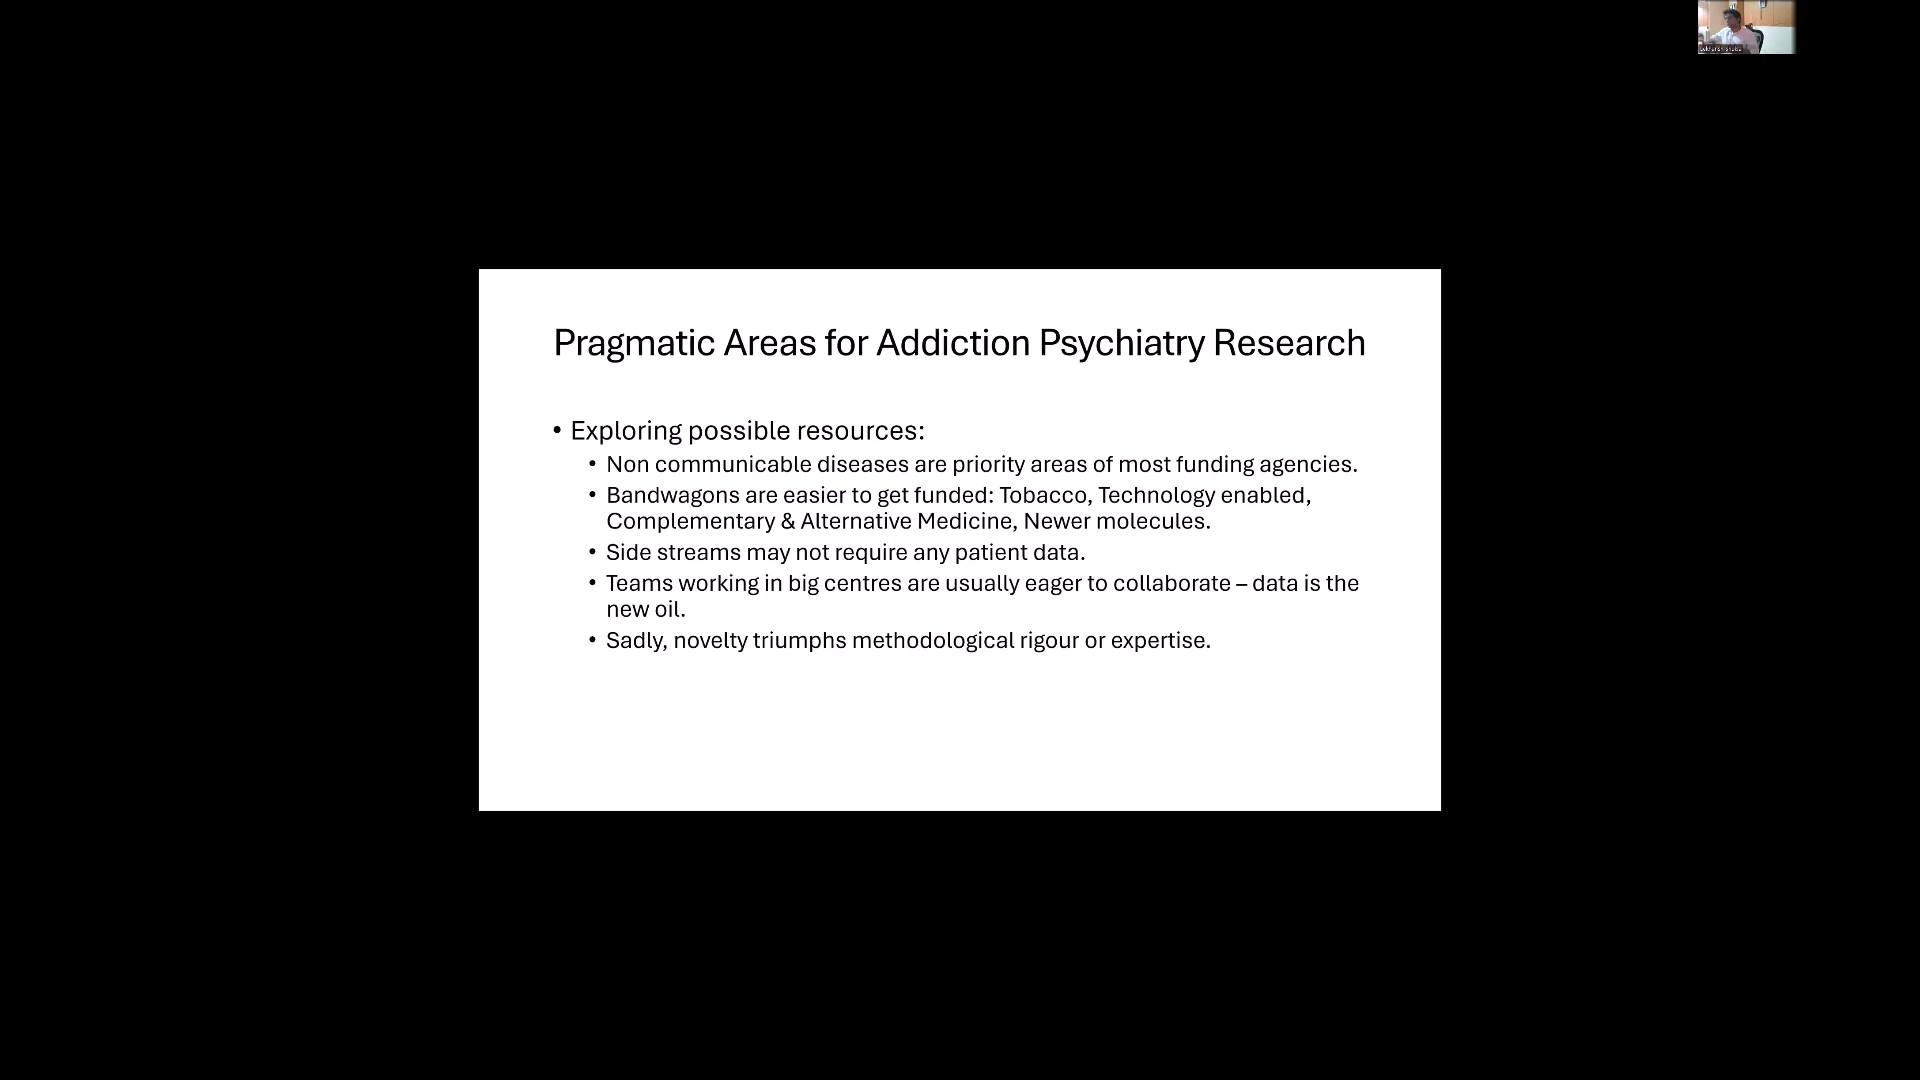 Pragmatic Areas for Addiction Psychiatry Research
• Exploring possible resources:
• Non communicable diseases are priority areas of most funding agencies.
• Bandwagons are easier to get funded: Tobacco, Technology enabled,
Complementary & Alternative Medicine, Newer molecules.
• Side streams may not require any patient data.
• Teams working in big centres are usually eager to collaborate – data is the
new oil.
• Sadly, novelty triumphs methodological rigour or expertise.